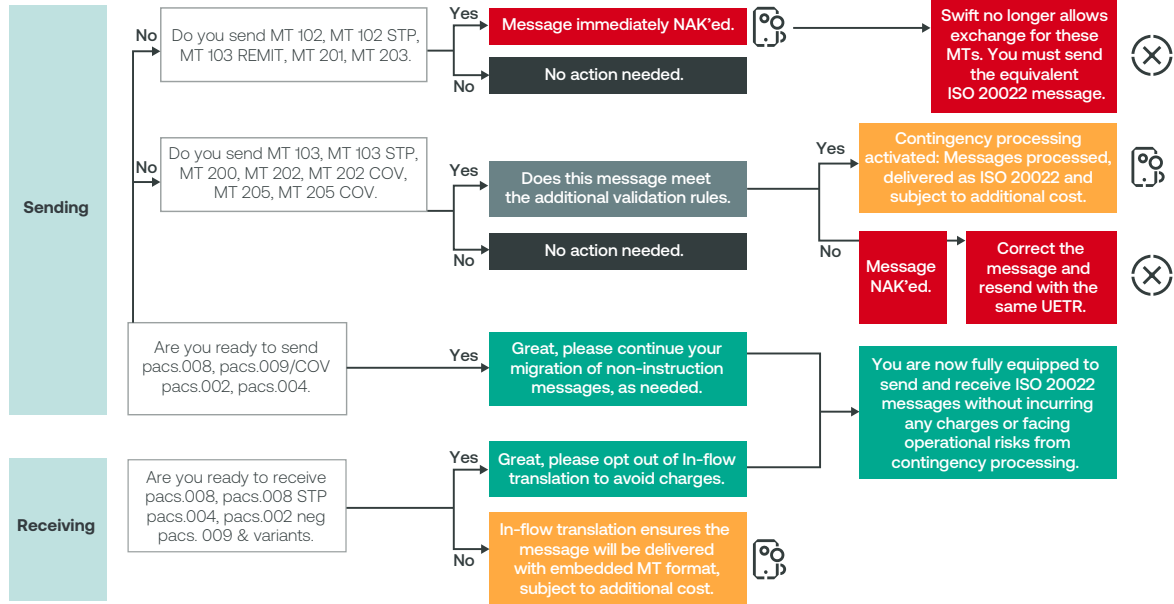 No
Do you send MT 102, MT 102 STP,
MT 103 REMIT, MT 201, MT 203.
Yes
Message immediately NAK'ed.
Swift no longer allows
exchange for these
MTs. You must send
the equivalent
ISO 20022 message.
No
No action needed.
Sending
No
Do you send MT 103, MT 103 STP,
MT 200, MT 202, MT 202 COV,
MT 205, MT 205 COV.
Yes
Does this message meet
the additional validation rules.
Yes
Contingency processing
activated: Messages processed,
delivered as ISO 20022 and
subject to additional cost.
No
No action needed.
No
Message
NAK'ed.
Correct the
message and
resend with the
same UETR.
Are you ready to send
pacs.008, pacs.009/COV
pacs.002, pacs.004.
Yes
Great, please continue your
migration of non-instruction
messages, as needed.
You are now fully equipped to
send and receive ISO 20022
messages without incurring
any charges or facing
operational risks from
contingency processing.
Receiving
Are you ready to receive
pacs.008, pacs.008 STP
pacs.004, pacs.002 neg
pacs. 009 & variants.
Yes
Great, please opt out of In-flow
translation to avoid charges.
No
In-flow translation ensures the
message will be delivered
with embedded MT format,
subject to additional cost.